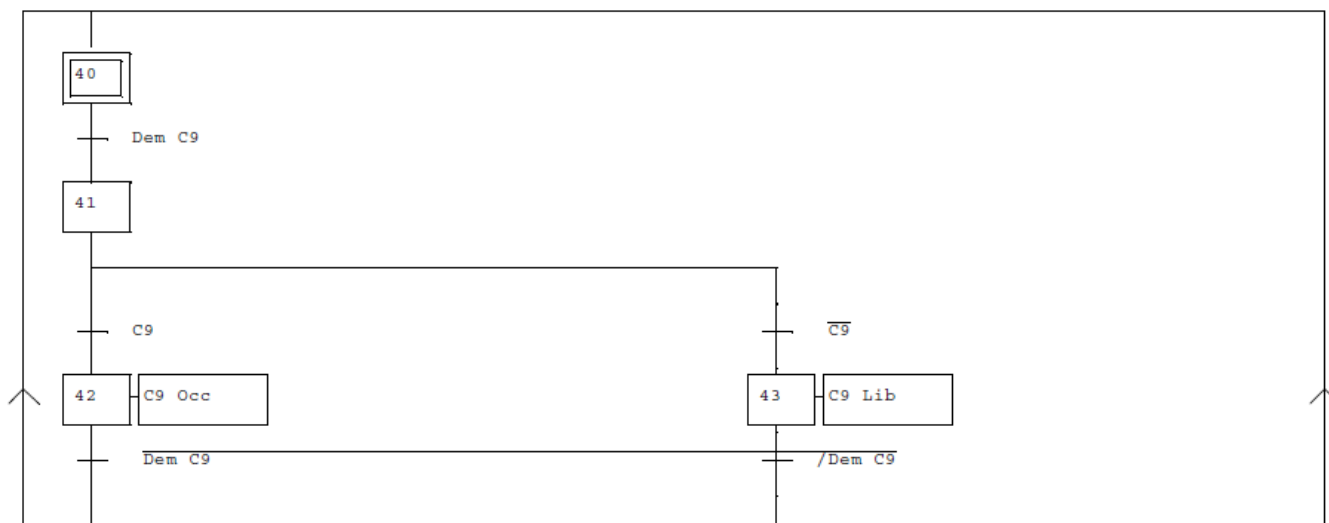 40
Dem C9
41
C9 C9
42 C9 Occ 43 C9 Lib
Dem C9 /Dem C9